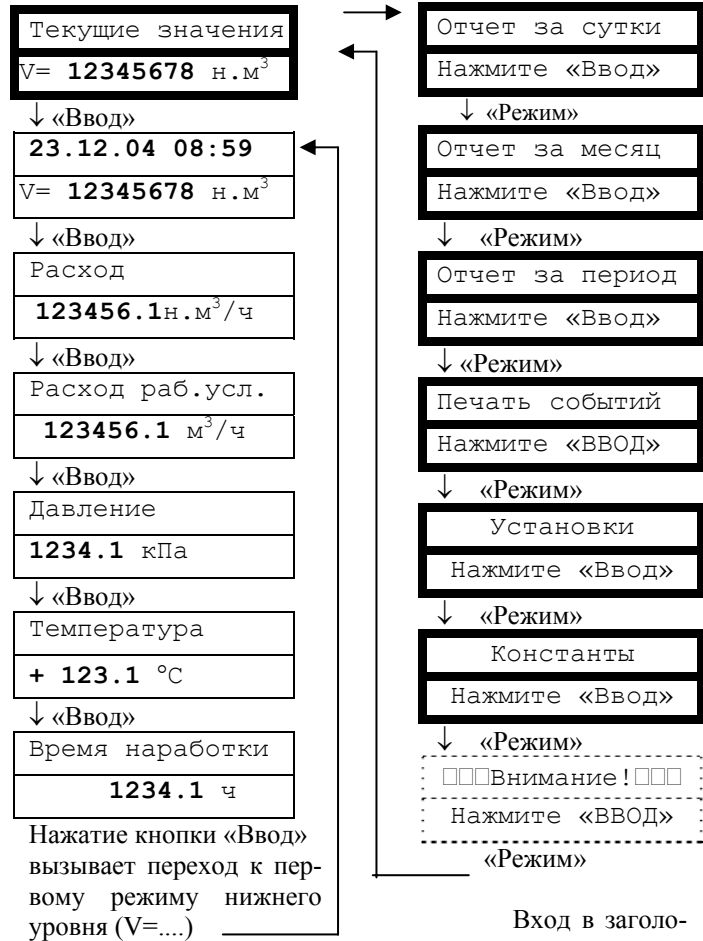 Текущие значения
V= 12345678 н.м³
↓ «Ввод»
23.12.04 08:59
V= 12345678 н.м³
↓ «Ввод»
Расход
123456.1н.м³/ч
↓ «Ввод»
Расход раб.усл.
123456.1 м³/ч
↓ «Ввод»
Давление
1234.1 кПа
↓ «Ввод»
Температура
+ 123.1 °С
↓ «Ввод»
Время наработки
1234.1 ч
Нажатие кнопки «Ввод»
вызывает переход к пер-
вому режиму нижнего
уровня (V=....)
Отчет за сутки
Нажмите «Ввод»
↓ «Режим»
Отчет за месяц
Нажмите «Ввод»
↓ «Режим»
Отчет за период
Нажмите «Ввод»
↓ «Режим»
Печать событий
Нажмите «ВВОД»
↓ «Режим»
Установки
Нажмите «Ввод»
↓ «Режим»
Константы
Нажмите «Ввод»
↓ «Режим»
□□□Внимание!□□□
Нажмите «ВВОД»
«Режим»
Вход в заголо-